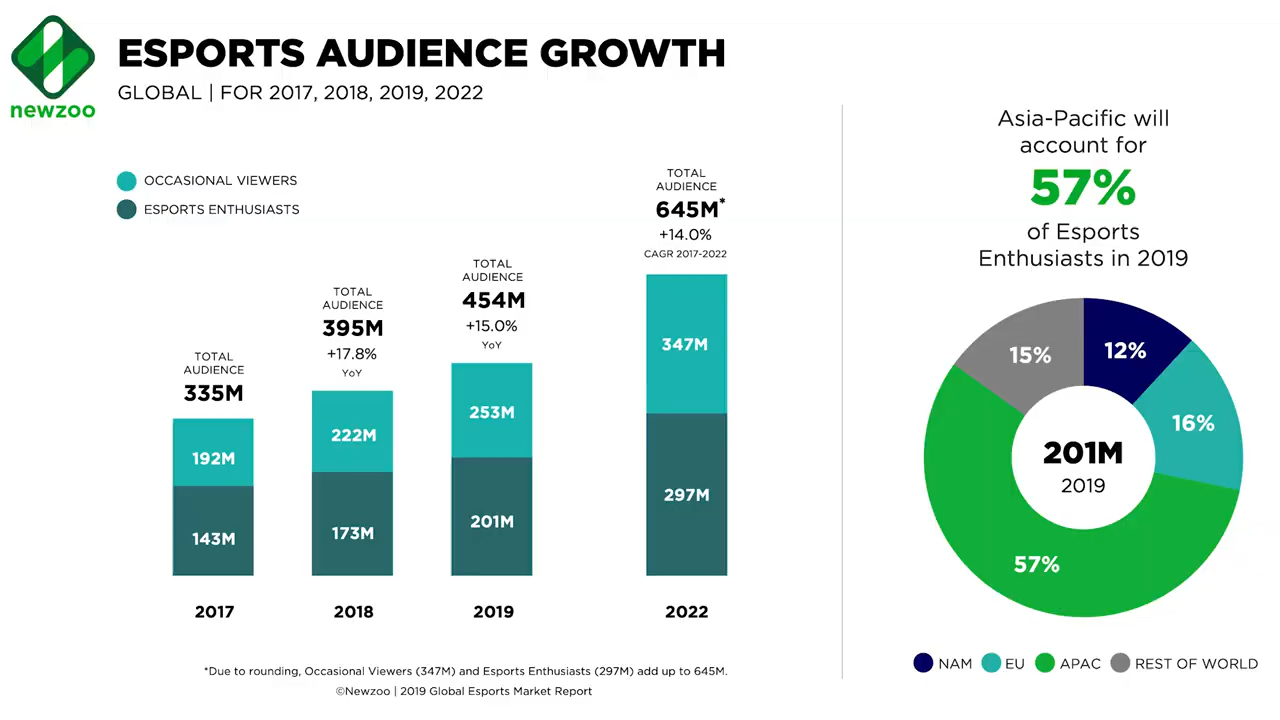 newzoo
ESPORTS AUDIENCE GROWTH
GLOBAL | FOR 2017, 2018, 2019, 2022
OCCASIONAL VIEWERS
ESPORTS ENTHUSIASTS
TOTAL
AUDIENCE
335M
192M
143M
2017
TOTAL
AUDIENCE
395M
+17.8%
YoY
222M
173M
2018
TOTAL
AUDIENCE
454M
+15.0%
YoY
253M
201M
2019
TOTAL
AUDIENCE
645M*
+14.0%
CAGR 2017-2022
347M
297M
2022
*Due to rounding, Occasional Viewers (347M) and Esports Enthusiasts (297M) add up to 645M.
©Newzoo | 2019 Global Esports Market Report
Asia-Pacific will
account for
57%
of Esports
Enthusiasts in 2019
15%
12%
16%
57%
201M
2019
NAM
EU
APAC
REST OF WORLD